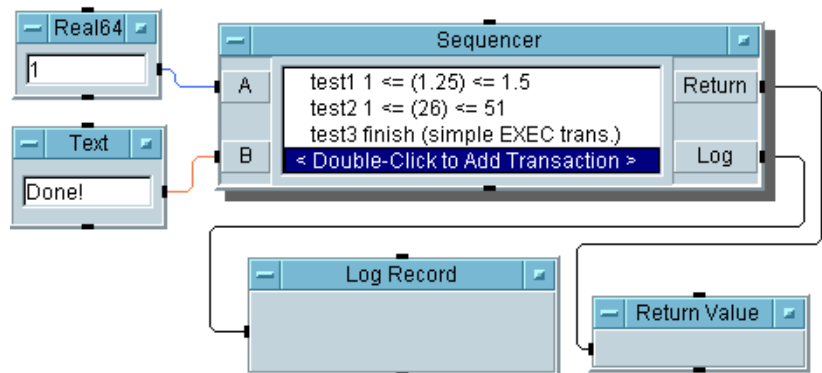 Real64
1
Sequencer
A
test1 1 <= (1.25) <= 1.5
Return
test2 1 <= (26) <= 51
test3 finish (simple EXEC trans.)
Text
B
< Double-Click to Add Transaction >
Log
Done!
Log Record
Return Value